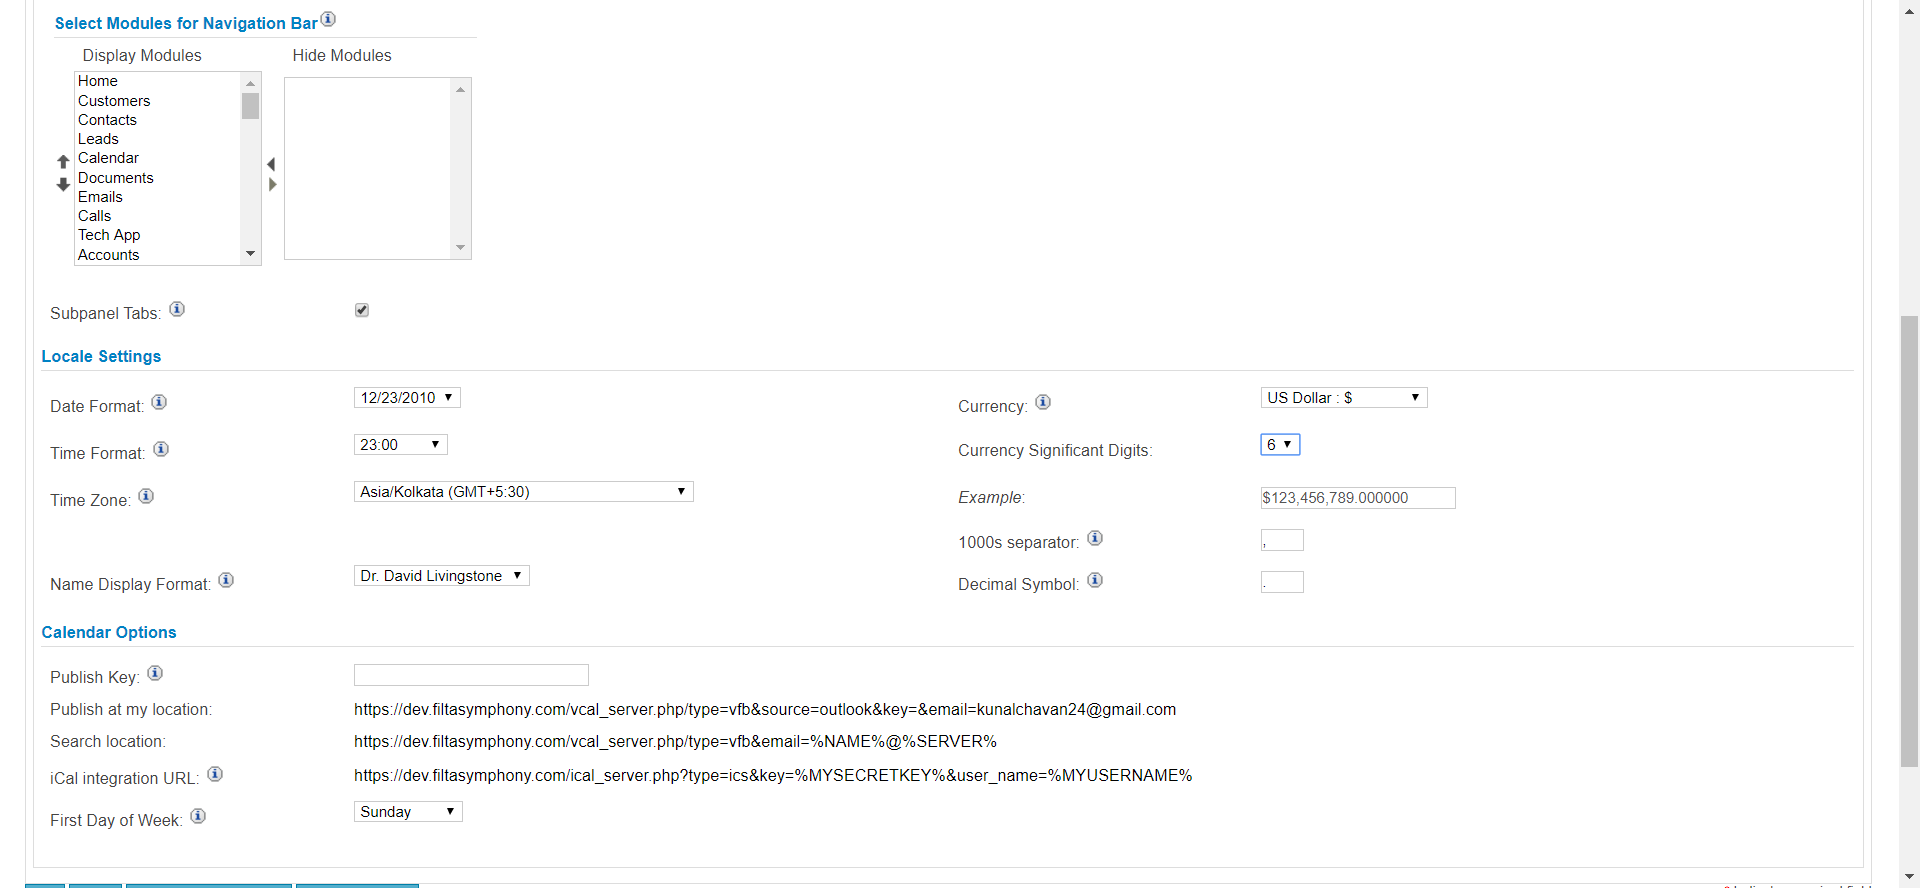 Select Modules for Navigation Bar
Display Modules Hide Modules
Home
Customers
Contacts
Leads
Calendar
Documents
Emails
Calls
Tech App
Accounts
Subpanel Tabs:
Locale Settings
Date Format: 12/23/2010 Currency: US Dollar : $
Time Format: 23:00 Currency Significant Digits: 6
Time Zone: Asia/Kolkata (GMT+5:30) Example: $123,456,789.000000
1000s separator: ,
Name Display Format: Dr. David Livingstone Decimal Symbol: .
Calendar Options
Publish Key:
Publish at my location: https://dev.filtasymphony.com/vcal_server.php/type=vfb&source=outlook&key=&email=kunalchavan24@gmail.com
Search location: https://dev.filtasymphony.com/vcal_server.php/type=vfb&email=%NAME%@%SERVER%
iCal integration URL: https://dev.filtasymphony.com/ical_server.php?type=ics&key=%MYSECRETKEY%&user_name=%MYUSERNAME%
First Day of Week: Sunday